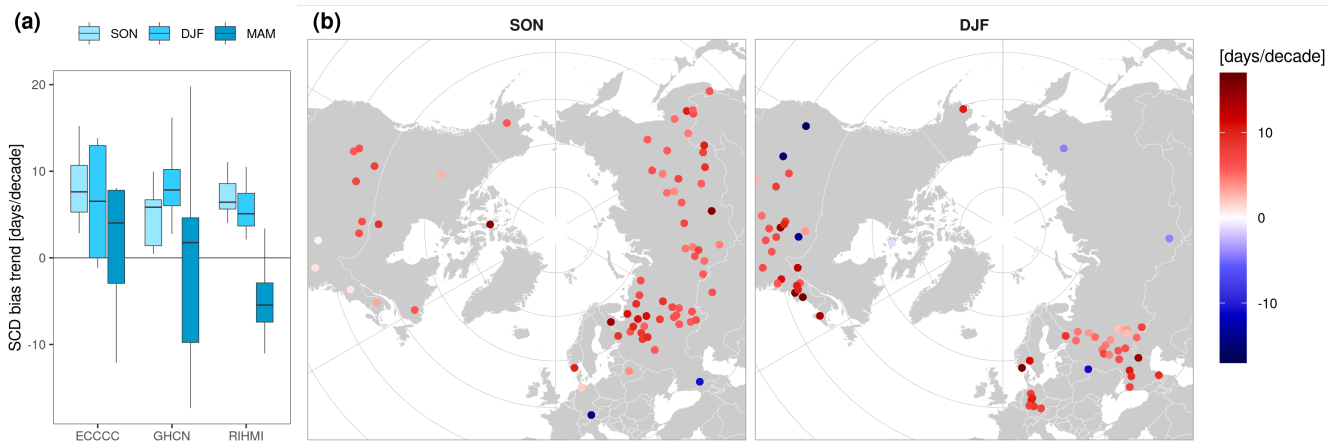 (a)
SON DJF MAM
SCD bias trend [days/decade]
20
10
0
-10
ECCCC GHCN RIHMI
(b)
SON DJF
[days/decade]
10
0
-10